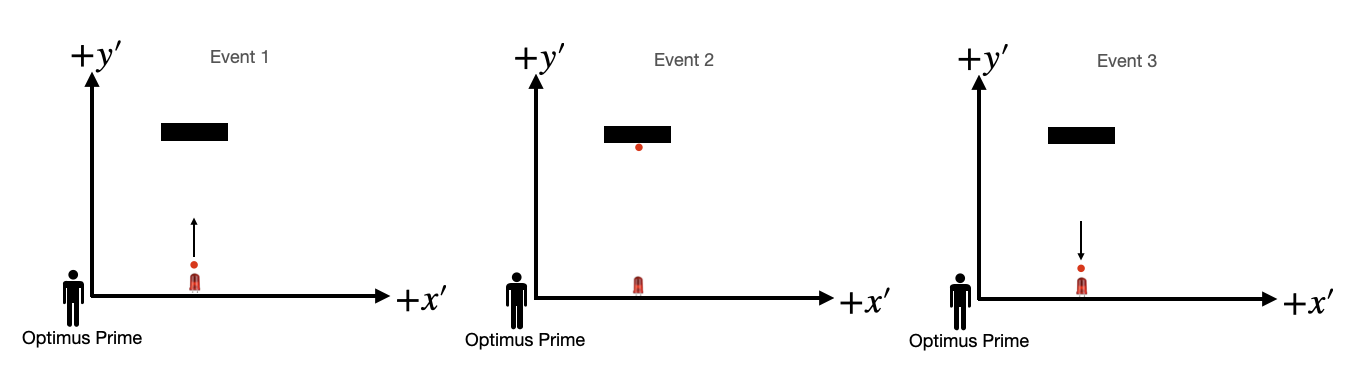 +y′ Event 1
+x′
Optimus Prime
+y′ Event 2
+x′
Optimus Prime
+y′ Event 3
+x′
Optimus Prime